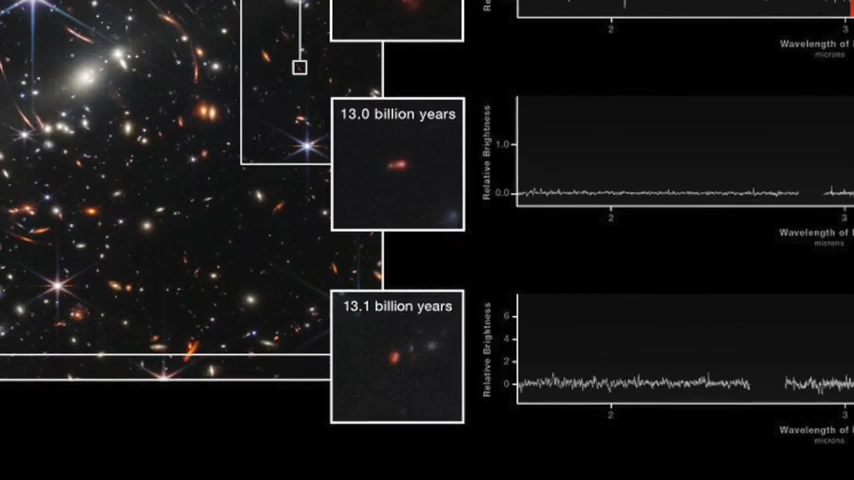 2
3
Wavelength of
microns
13.0 billion years
Relative Brightness
1.0
0.0
2
3
Wavelength of
microns
13.1 billion years
Relative Brightness
6
4
2
0
2
3
Wavelength of
microns